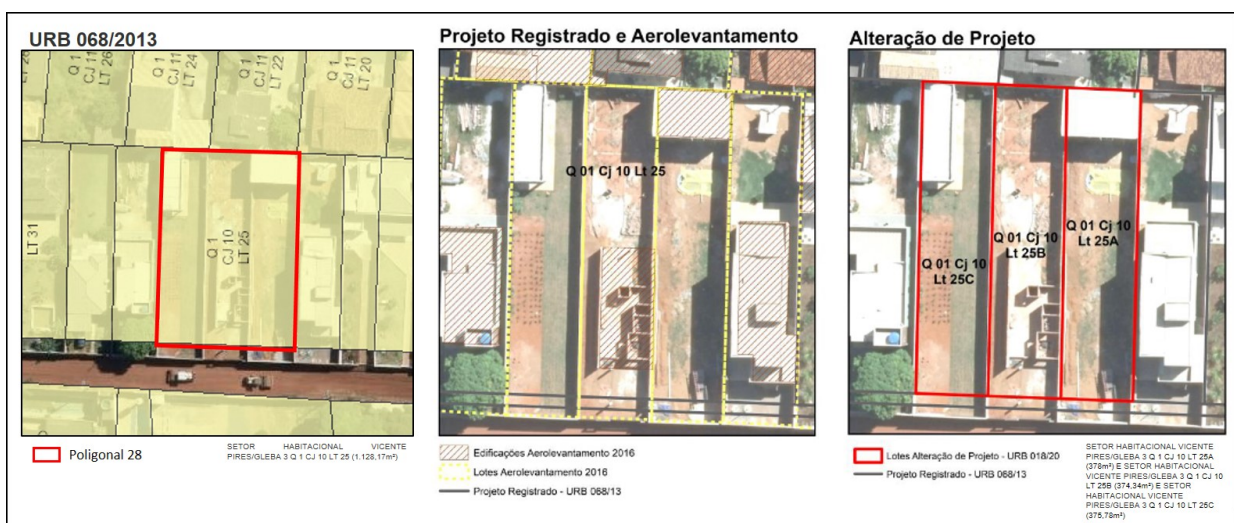 URB 068/2013
Q 1
CJ 11
LT 26
Q 1
CJ 11
LT 24
Q 1
CJ 11
LT 22
Q 1
CJ 11
LT 20
LT 31
Q 1
CJ 10
LT 25
Poligonal 28
SETOR HABITACIONAL VICENTE
PIRES/GLEBA 3 Q 1 CJ 10 LT 25 (1.128,17m²)
Projeto Registrado e Aerolevantamento
Q 01 Cj 10 Lt 25
Edificações Aerolevantamento 2016
Lotes Aerolevantamento 2016
Projeto Registrado - URB 068/13
Alteração de Projeto
Q 01 Cj 10
Lt 25C
Q 01 Cj 10
Lt 25B
Q 01 Cj 10
Lt 25A
Lotes Alteração de Projeto - URB 018/20
Projeto Registrado - URB 068/13
SETOR HABITACIONAL VICENTE
PIRES/GLEBA 3 Q 1 CJ 10 LT 25A
(378m²) E SETOR HABITACIONAL
VICENTE PIRES/GLEBA 3 Q 1 CJ 10
LT 25B (374,34m²) E SETOR
HABITACIONAL VICENTE
PIRES/GLEBA 3 Q 1 CJ 10 LT 25C
(375,78m²)